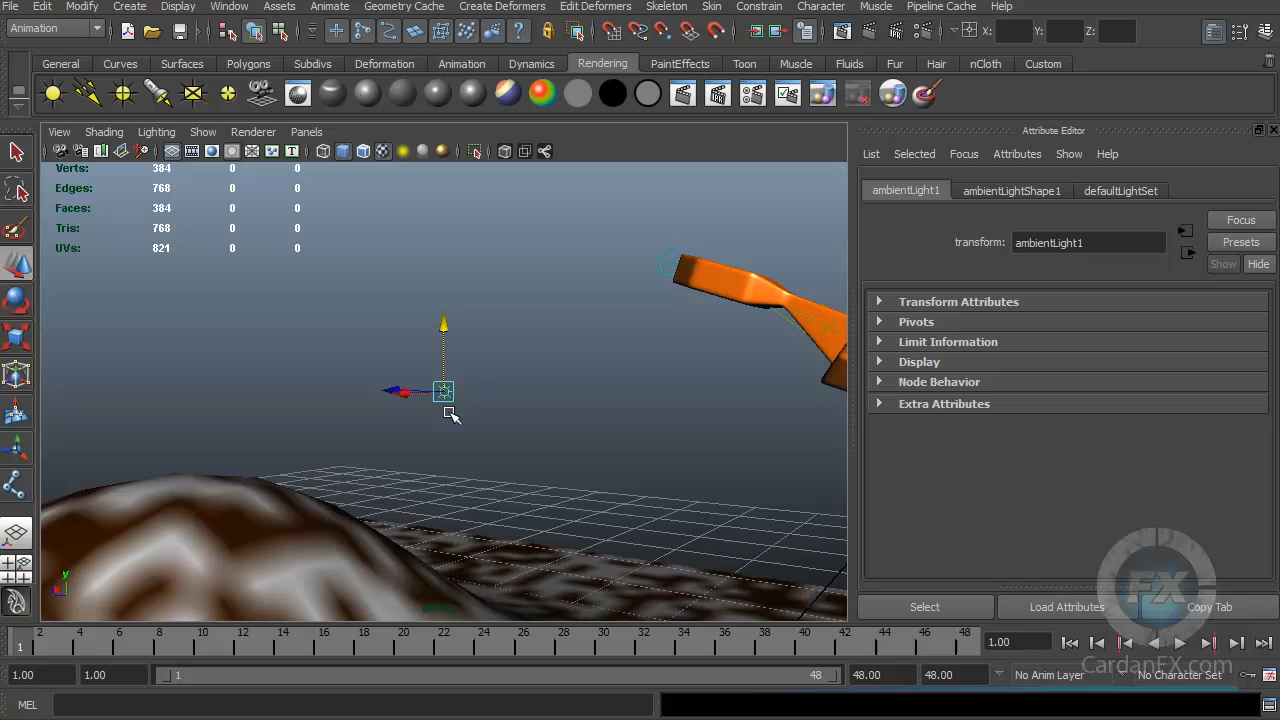 File Edit Modify Create Display Window Assets Animate Geometry Cache Create Deformers Edit Deformers Skeleton Skin Constrain Character Muscle Pipeline Cache Help
Animation X: Y: Z:
General Curves Surfaces Polygons Subdivs Deformation Animation Dynamics Rendering PaintEffects Toon Muscle Fluids Fur Hair nCloth Custom
View Shading Lighting Show Renderer Panels
Attribute Editor
List Selected Focus Attributes Show Help
Verts: 384 0 0
Edges: 768 0 0
Faces: 384 0 0
Tris: 768 0 0
UVs: 821 0 0
ambientLight1 ambientLightShape1 defaultLightSet
transform: ambientLight1
Focus
Presets
Show Hide
Transform Attributes
Pivots
Limit Information
Display
Node Behavior
Extra Attributes
y
x
Select Load Attributes Copy Tab
FX
CardanFX.com
1 2 4 6 8 10 12 14 16 18 20 22 24 26 28 30 32 34 36 38 40 42 44 46 48 1.00
1.00 1.00 1 48 48.00 48.00 No Anim Layer No Character Set
MEL